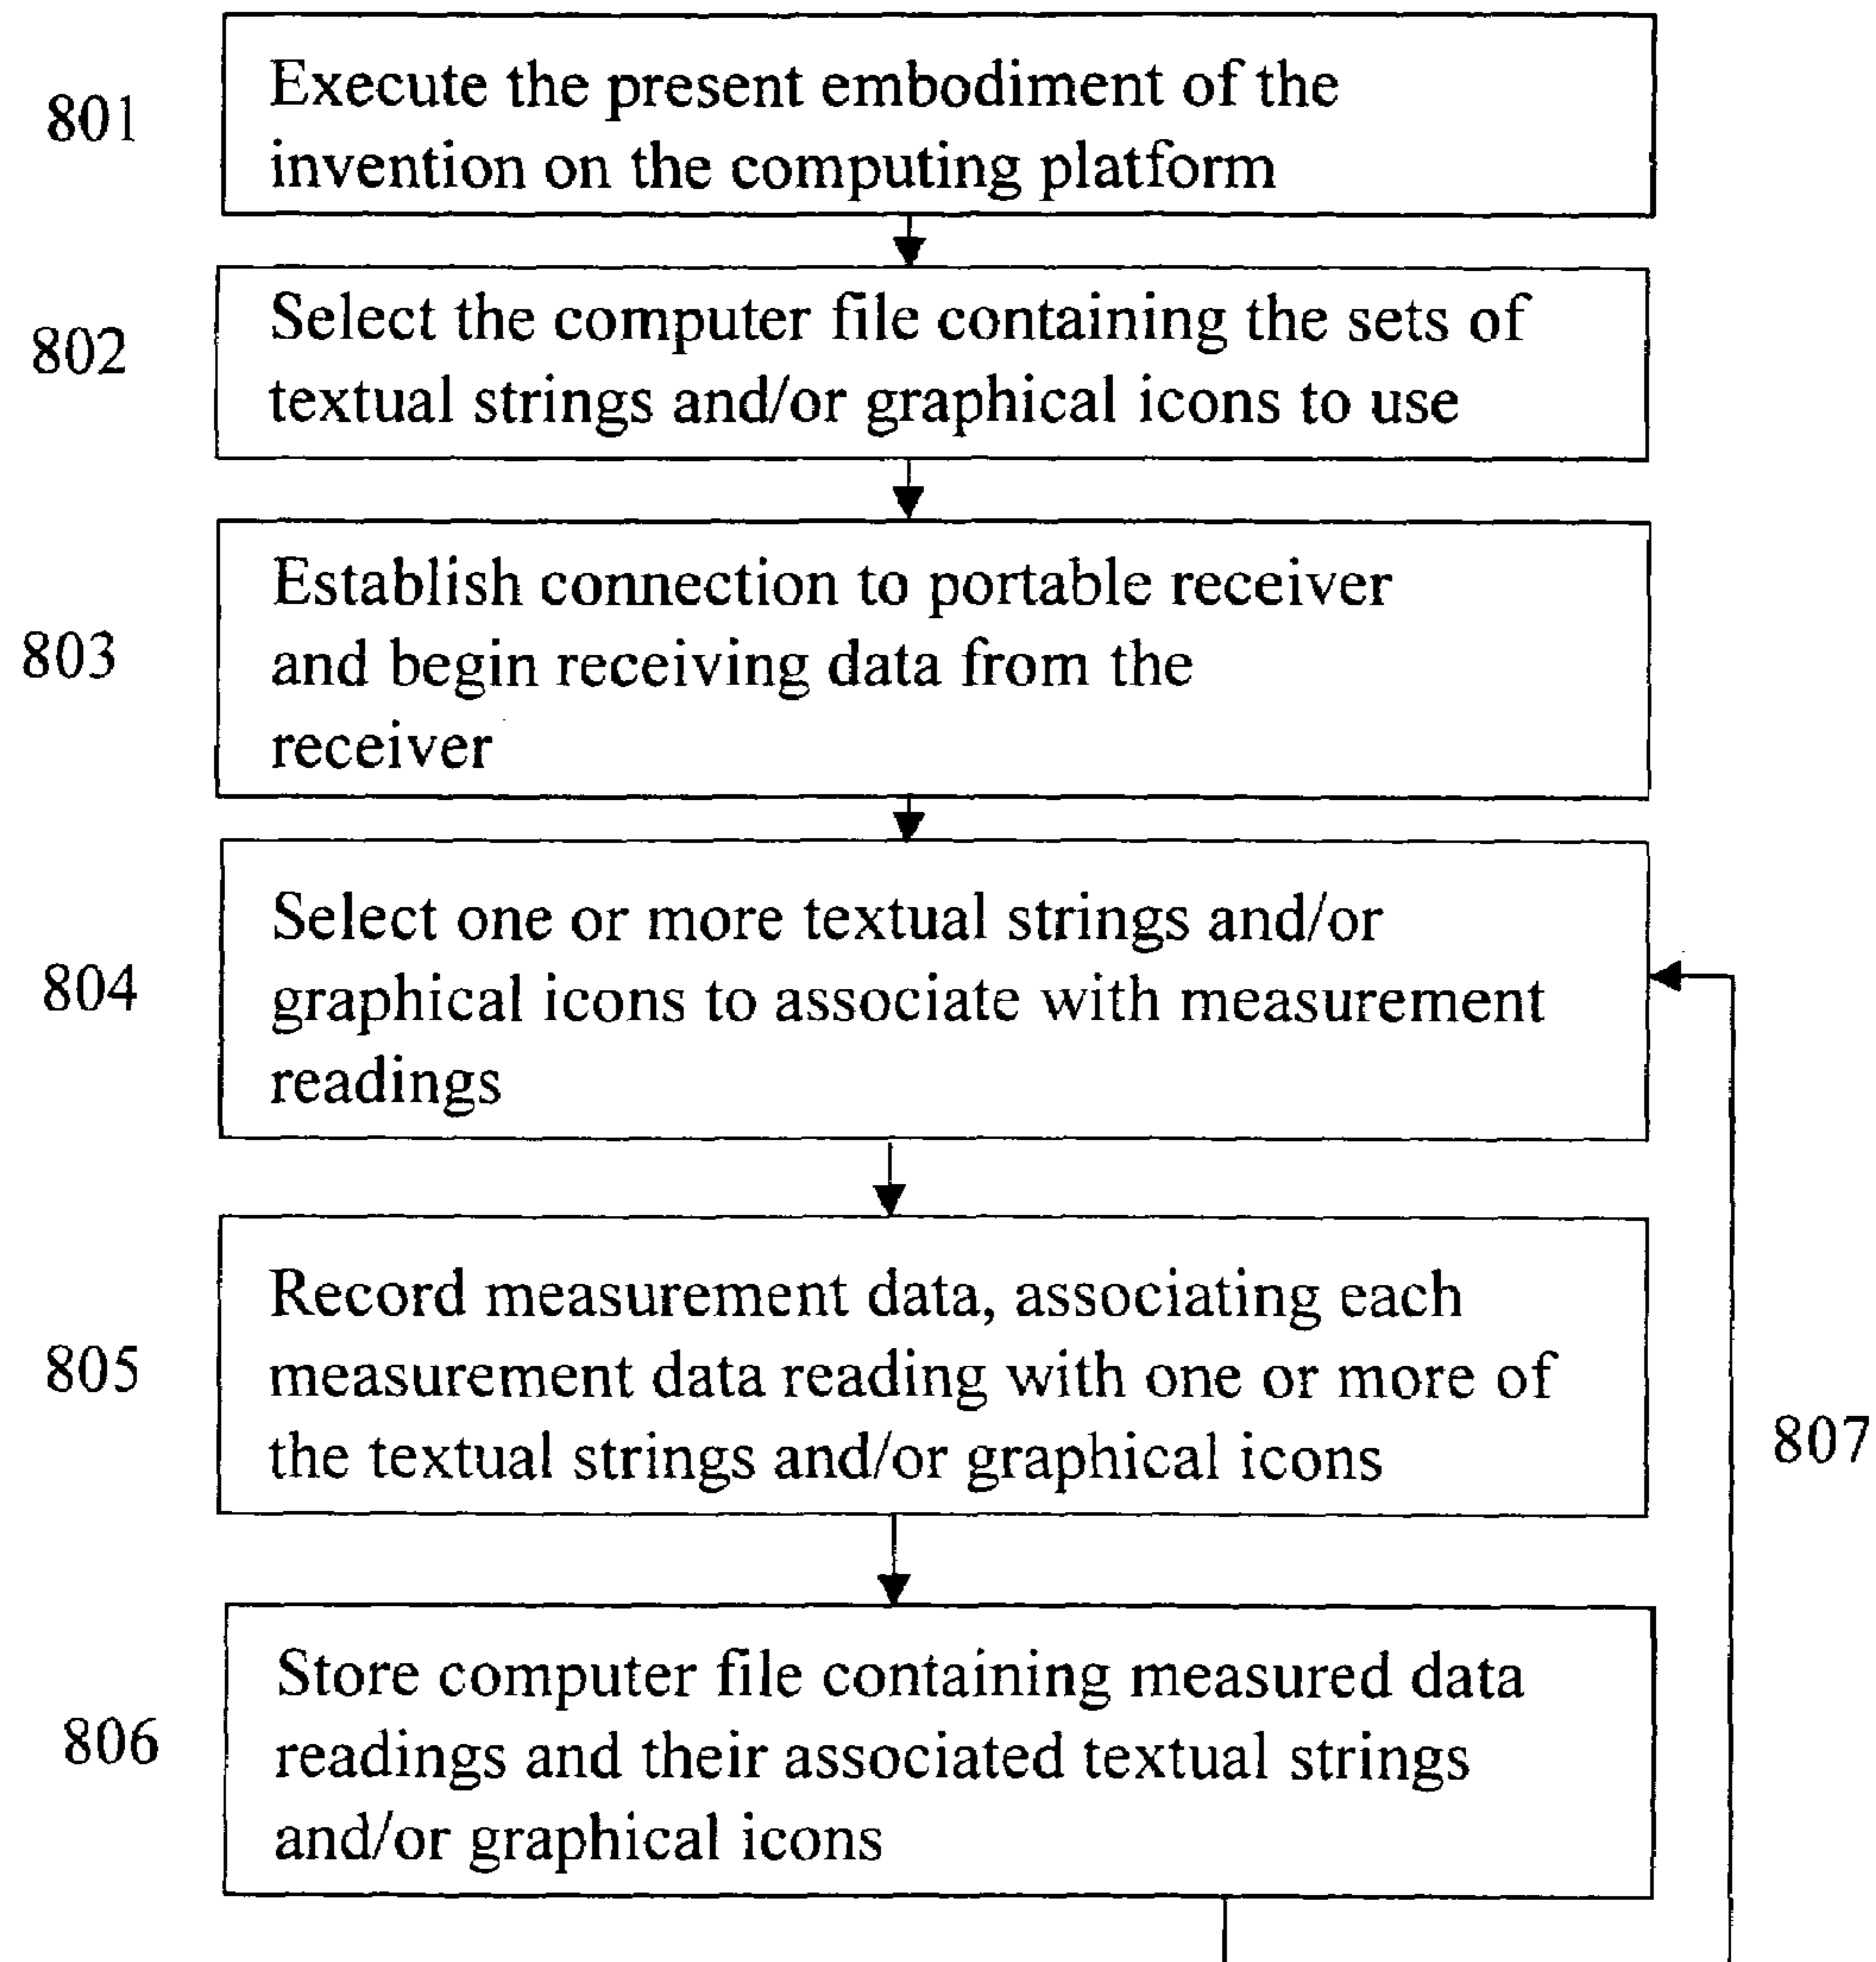 801
Execute the present embodiment of the
invention on the computing platform
802
Select the computer file containing the sets of
textual strings and/or graphical icons to use
803
Establish connection to portable receiver
and begin receiving data from the
receiver
804
Select one or more textual strings and/or
graphical icons to associate with measurement
readings
805
Record measurement data, associating each
measurement data reading with one or more of
the textual strings and/or graphical icons
807
806
Store computer file containing measured data
readings and their associated textual strings
and/or graphical icons